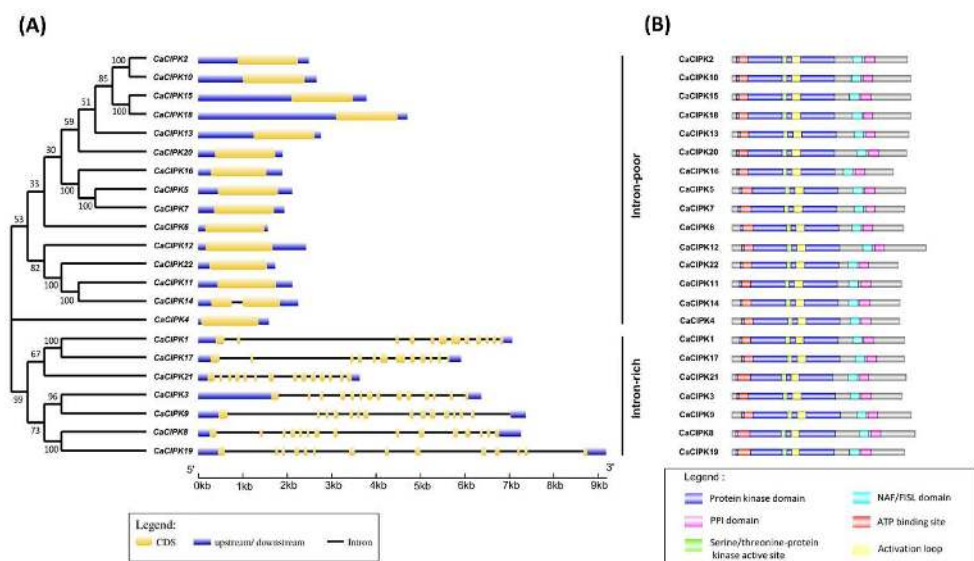 (A)
(B)
CaCIPK2
CaCIPK10
CaCIPK15
CaCIPK18
CaCIPK13
CaCIPK20
CaCIPK16
CaCIPK5
CaCIPK7
CaCIPK6
CaCIPK12
CaCIPK22
CaCIPK11
CaCIPK14
CaCIPK4
CaCIPK1
CaCIPK17
CaCIPK21
CaCIPK3
CaCIPK9
CaCIPK8
CaCIPK19
100
85
100
51
59
30
100
100
33
53
82
100
100
100
67
99
96
73
100
Intron-poor
Intron-rich
5'
3'
0kb 1kb 2kb 3kb 4kb 5kb 6kb 7kb 8kb 9kb
Legend:
CDS upstream/ downstream Intron
CaCIPK2
CaCIPK10
CaCIPK15
CaCIPK18
CaCIPK13
CaCIPK20
CaCIPK16
CaCIPK5
CaCIPK7
CaCIPK6
CaCIPK12
CaCIPK22
CaCIPK11
CaCIPK14
CaCIPK4
CaCIPK1
CaCIPK17
CaCIPK21
CaCIPK3
CaCIPK9
CaCIPK8
CaCIPK19
Legend :
Protein kinase domain
NAF/FISL domain
PPI domain
ATP binding site
Serine/threonine-protein
kinase active site
Activation loop